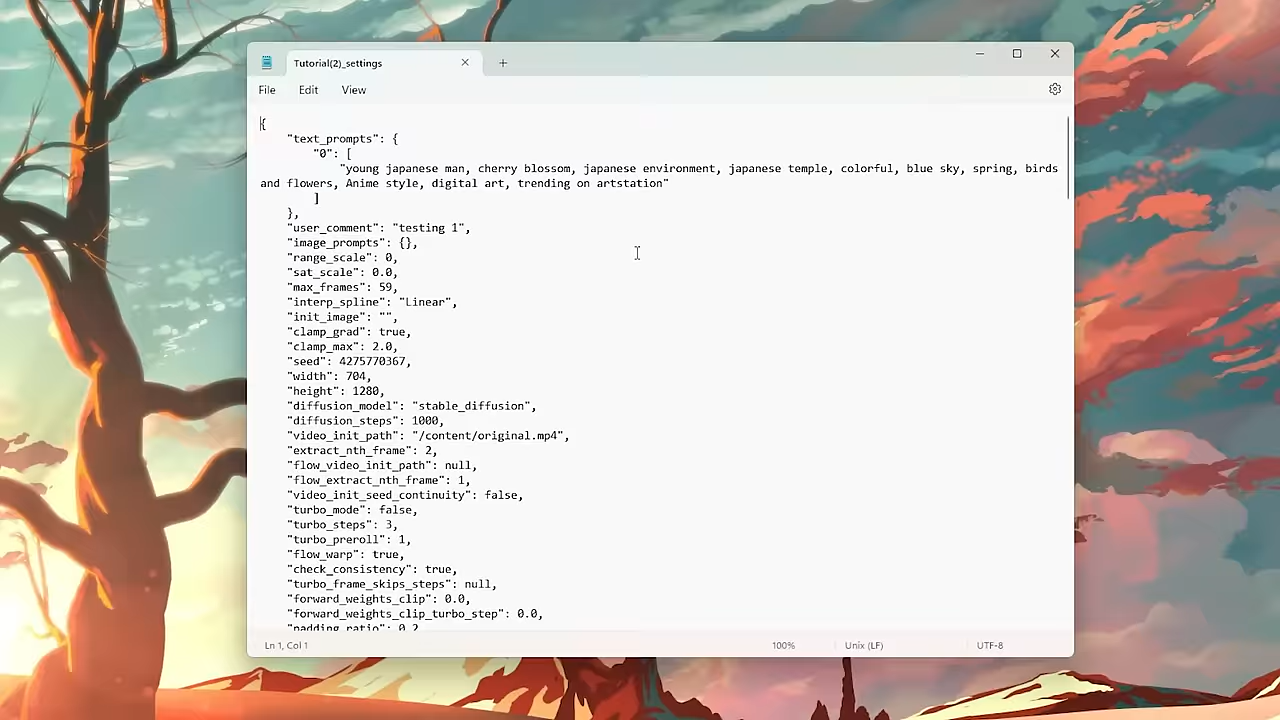 Tutorial(2)_settings
File Edit View
{
"text_prompts": {
"0": [
"young japanese man, cherry blossom, japanese environment, japanese temple, colorful, blue sky, spring, birds
and flowers, Anime style, digital art, trending on artstation"
]
},
"user_comment": "testing 1",
"image_prompts": {},
"range_scale": 0,
"sat_scale": 0.0,
"max_frames": 59,
"interp_spline": "Linear",
"init_image": "",
"clamp_grad": true,
"clamp_max": 2.0,
"seed": 4275770367,
"width": 704,
"height": 1280,
"diffusion_model": "stable_diffusion",
"diffusion_steps": 1000,
"video_init_path": "/content/original.mp4",
"extract_nth_frame": 2,
"flow_video_init_path": null,
"flow_extract_nth_frame": 1,
"video_init_seed_continuity": false,
"turbo_mode": false,
"turbo_steps": 3,
"turbo_preroll": 1,
"flow_warp": true,
"check_consistency": true,
"turbo_frame_skips_steps": null,
"forward_weights_clip": 0.0,
"forward_weights_clip_turbo_step": 0.0,
"padding_ratio": 0.2
Ln 1, Col 1 100% Unix (LF) UTF-8